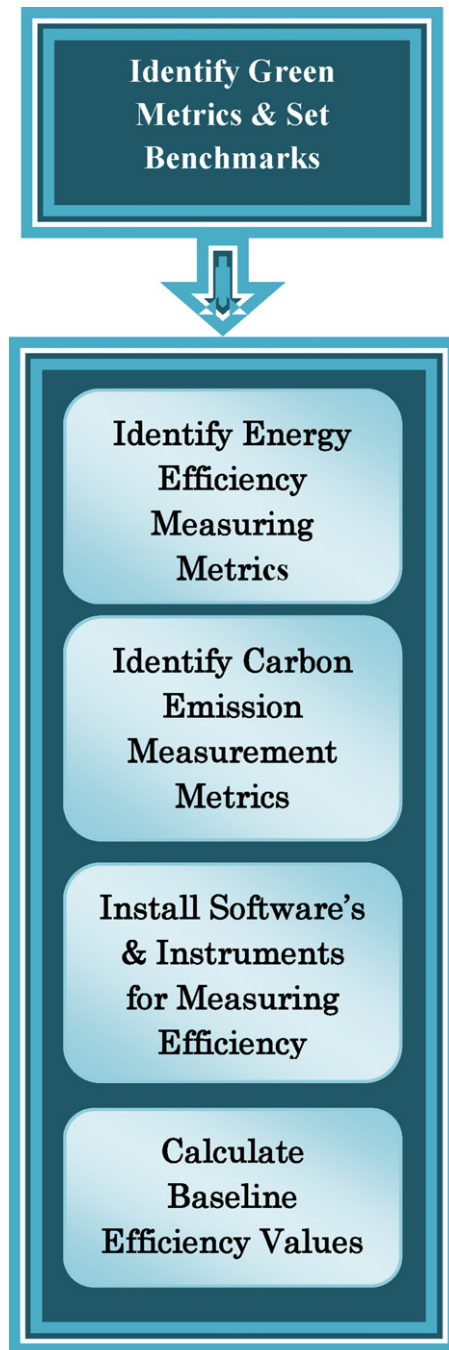 Identify Green
Metrics & Set
Benchmarks
Identify Energy
Efficiency
Measuring
Metrics
Identify Carbon
Emission
Measurement
Metrics
Install Software's
& Instruments
for Measuring
Efficiency
Calculate
Baseline
Efficiency Values